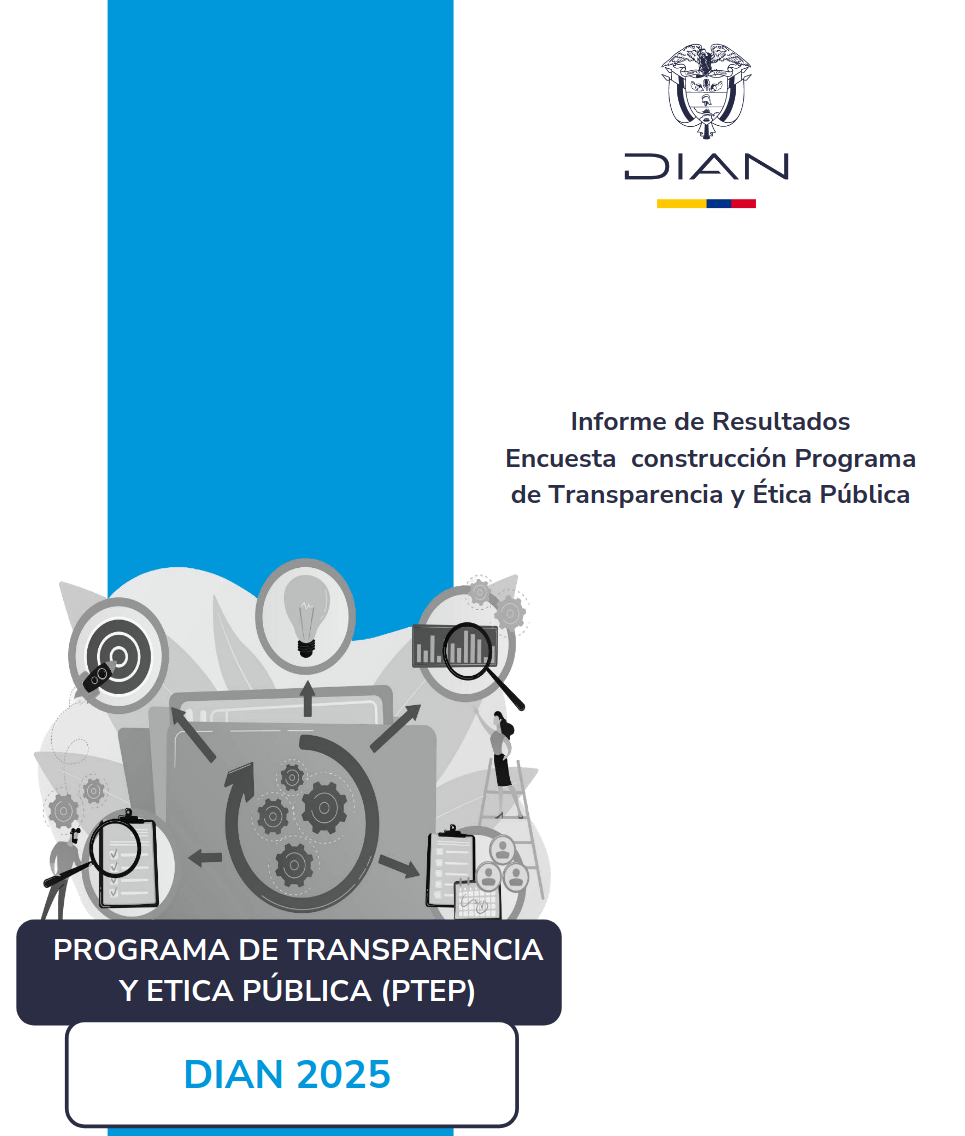 DIAN
Informe de Resultados
Encuesta construcción Programa
de Transparencia y Ética Pública
PROGRAMA DE TRANSPARENCIA
Y ETICA PÚBLICA (PTEP)
DIAN 2025